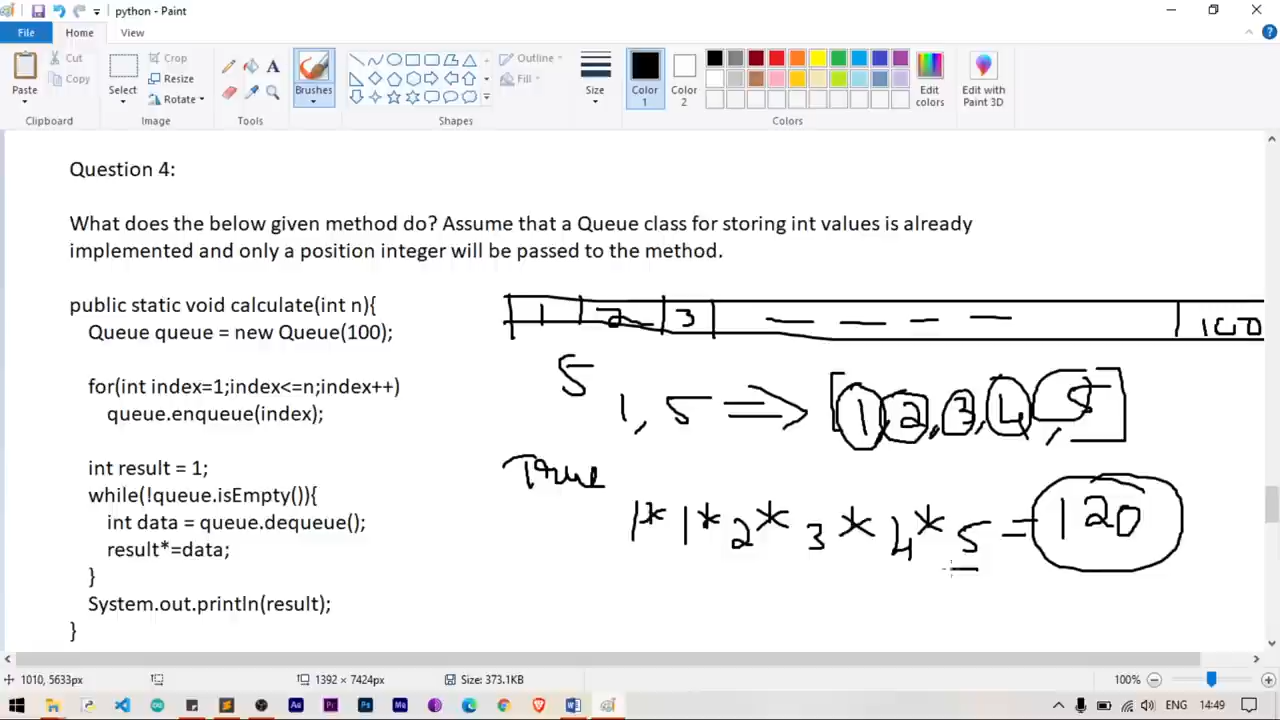 python - Paint
File Home View
Paste Cut Copy Select Crop Resize Rotate Brushes Outline Fill Size Color 1 Color 2 Edit colors Edit with Paint 3D
Clipboard Image Tools Shapes Colors
Question 4:
What does the below given method do? Assume that a Queue class for storing int values is already
implemented and only a position integer will be passed to the method.
public static void calculate(int n){
Queue queue = new Queue(100);
for(int index=1;index<=n;index++)
queue.enqueue(index);
int result = 1;
while(!queue.isEmpty()){
int data = queue.dequeue();
result*=data;
}
System.out.println(result);
}
1 2 3 — — — — 100
5
1, 5 => [1, 2, 3, 4, 5]
True
1* 1* 2 * 3 * 4 * 5 = 120
1010, 5633px 1392 × 7424px Size: 373.1KB 100%
Ae Pr Ps Me W ENG 14:49